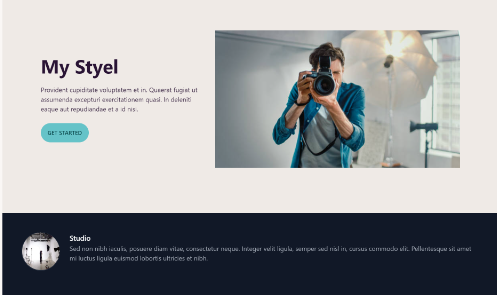 My Styel
Provident cupiditate voluptatem et in. Quaerat fugiat ut
assumenda excepturi exercitationem quasi. In deleniti
eaque aut repudiandae et a id nisi.
GET STARTED
Studio
Sed non nibh iaculis, posuere diam vitae, consectetur neque. Integer velit ligula, semper sed nisl in, cursus commodo elit. Pellentesque sit amet
mi luctus ligula euismod lobortis ultricies et nibh.